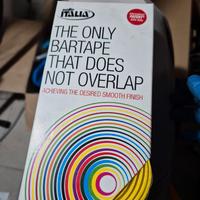 ITALIA
THE ONLY
BARTAPE
THAT DOES
NOT OVERLAP
ACHIEVING THE DESIRED SMOOTH FINISH